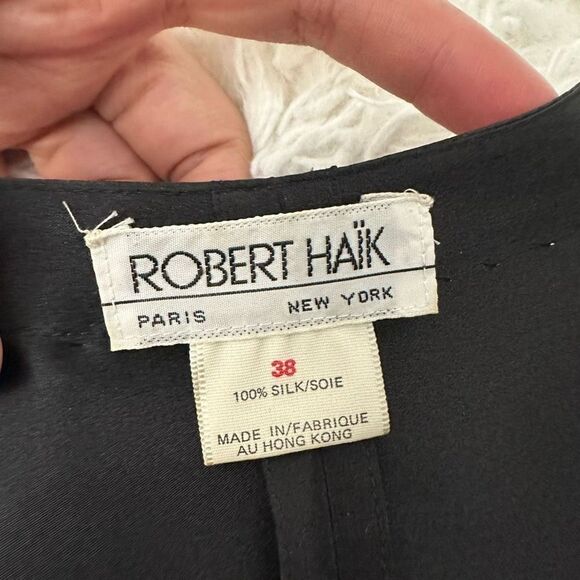 ROBERT HAÏK
PARIS NEW YORK
38
100% SILK/SOIE
MADE IN/FABRIQUE
AU HONG KONG